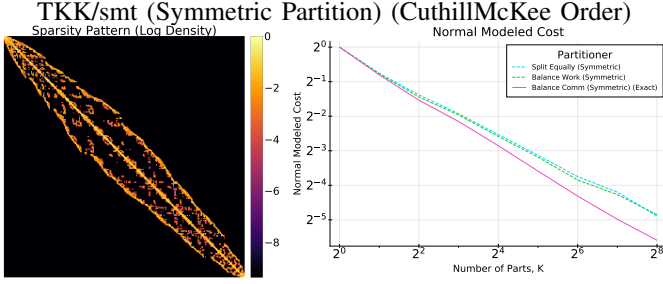 TKK/smt (Symmetric Partition) (CuthillMcKee Order)
Sparsity Pattern (Log Density)
0
−2
−4
−6
−8
Normal Modeled Cost
Normal Modeled Cost
2^0
2^−1
2^−2
2^−3
2^−4
2^−5
Partitioner
Split Equally (Symmetric)
Balance Work (Symmetric)
Balance Comm (Symmetric) (Exact)
2^0 2^2 2^4 2^6 2^8
Number of Parts, K